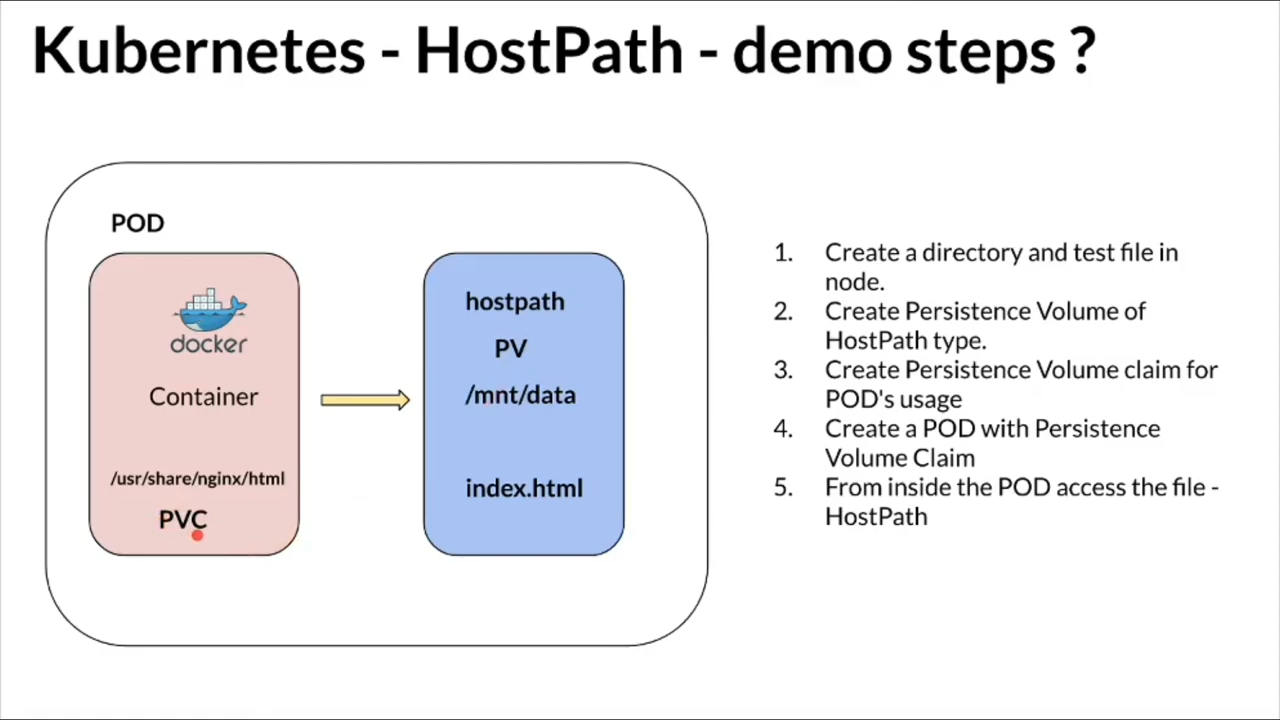 Kubernetes - HostPath - demo steps ?
POD
docker
Container
/usr/share/nginx/html
PVC
hostpath
PV
/mnt/data
index.html
1. Create a directory and test file in
node.
2. Create Persistence Volume of
HostPath type.
3. Create Persistence Volume claim for
POD's usage
4. Create a POD with Persistence
Volume Claim
5. From inside the POD access the file -
HostPath